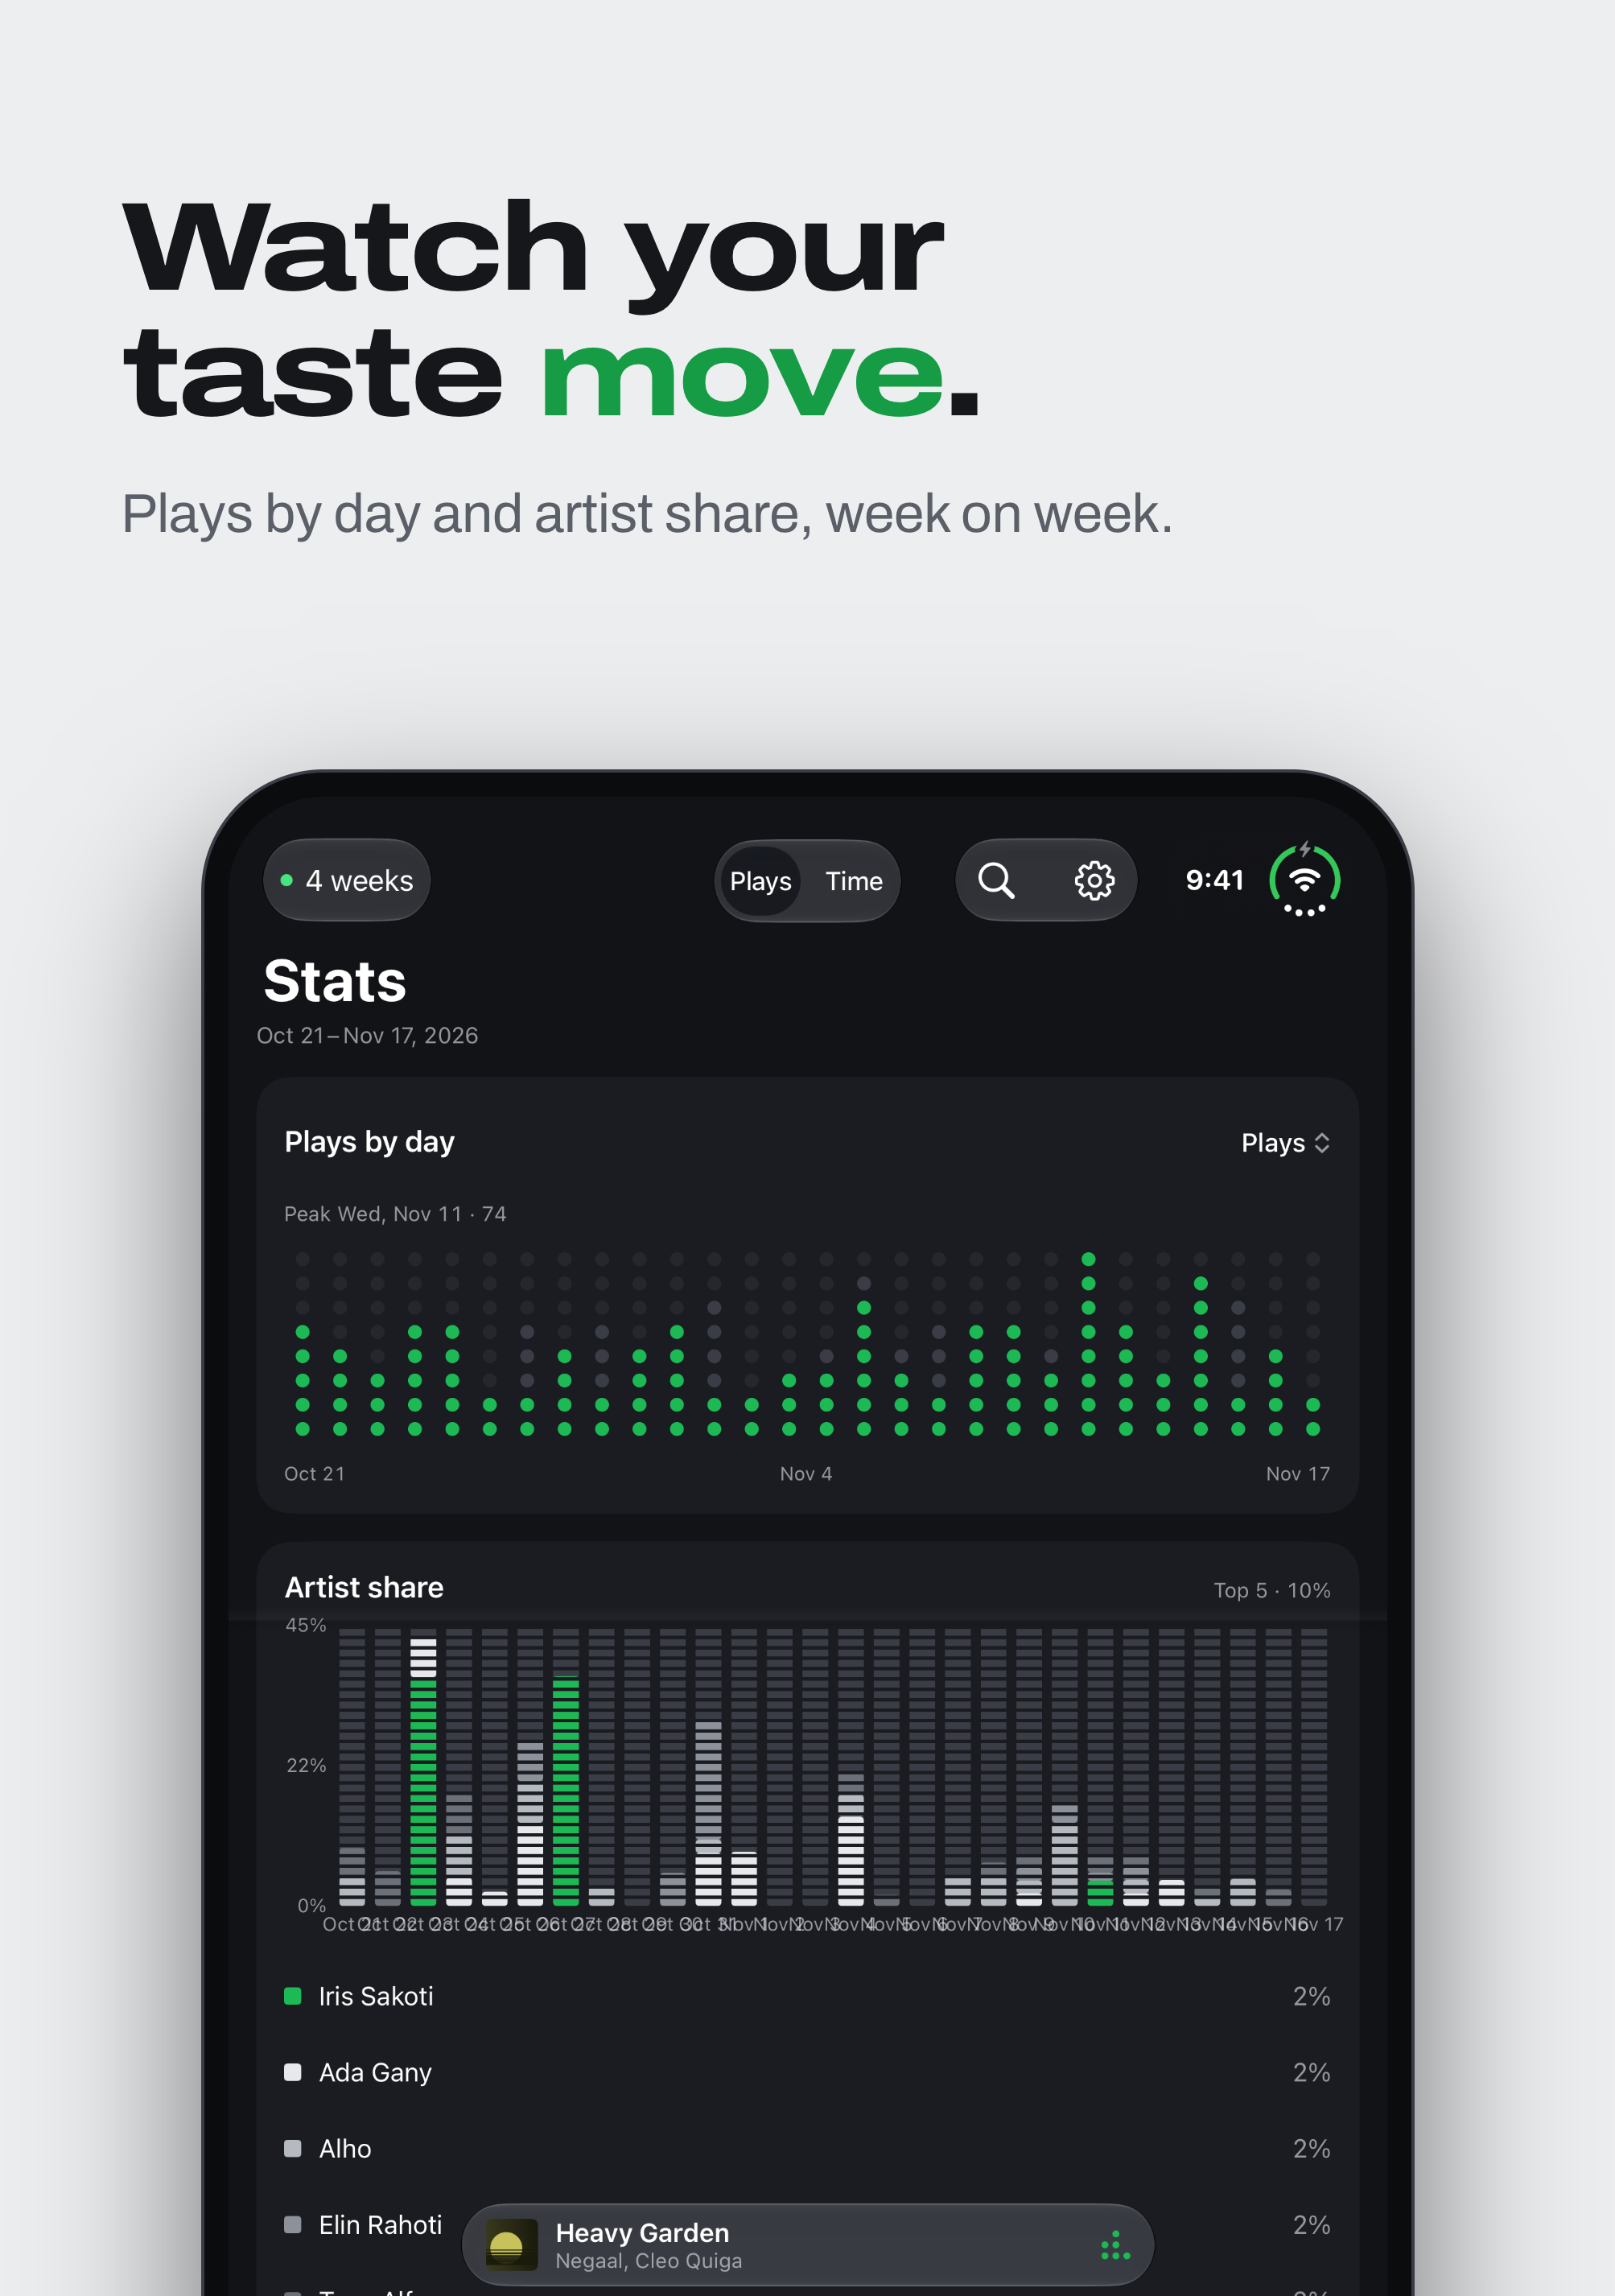 Watch your
taste move.
Plays by day and artist share, week on week.
4 weeks
Plays Time
9:41
Stats
Oct 21 – Nov 17, 2026
Plays by day
Plays
Peak Wed, Nov 11 · 74
Oct 21 Nov 4 Nov 17
Artist share
Top 5 · 10%
45%
22%
0%
Iris Sakoti 2%
Ada Gany 2%
Alho 2%
Elin Rahoti 2%
Heavy Garden
Negaal, Cleo Quiga